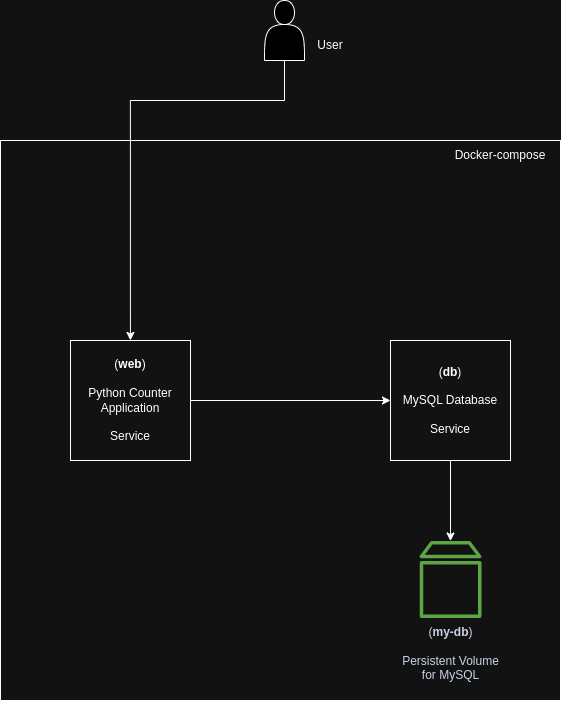 User
Docker-compose
(web)
Python Counter
Application
Service
(db)
MySQL Database
Service
(my-db)
Persistent Volume
for MySQL